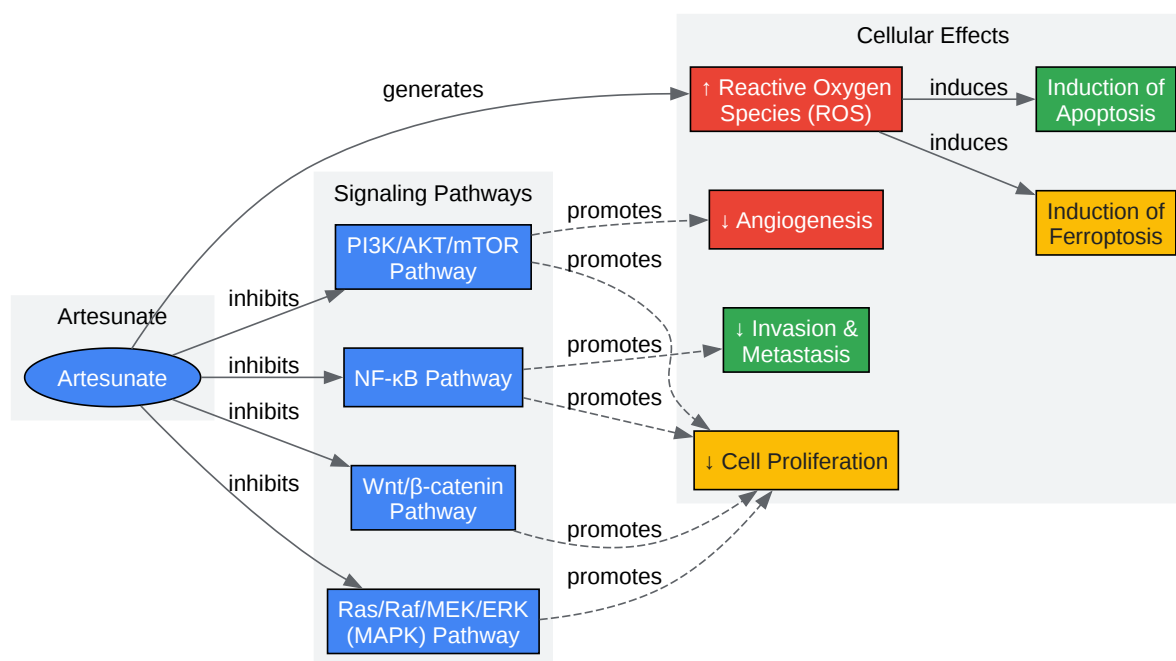 Cellular Effects
generates
↑ Reactive Oxygen
Species (ROS)
induces
Induction of
Apoptosis
induces
Signaling Pathways
promotes
↓ Angiogenesis
Induction of
Ferroptosis
PI3K/AKT/mTOR
Pathway
promotes
inhibits
Artesunate
↓ Invasion &
Metastasis
promotes
Artesunate
inhibits
NF-κB Pathway
promotes
inhibits
↓ Cell Proliferation
inhibits
Wnt/β-catenin
Pathway
promotes
promotes
Ras/Raf/MEK/ERK
(MAPK) Pathway